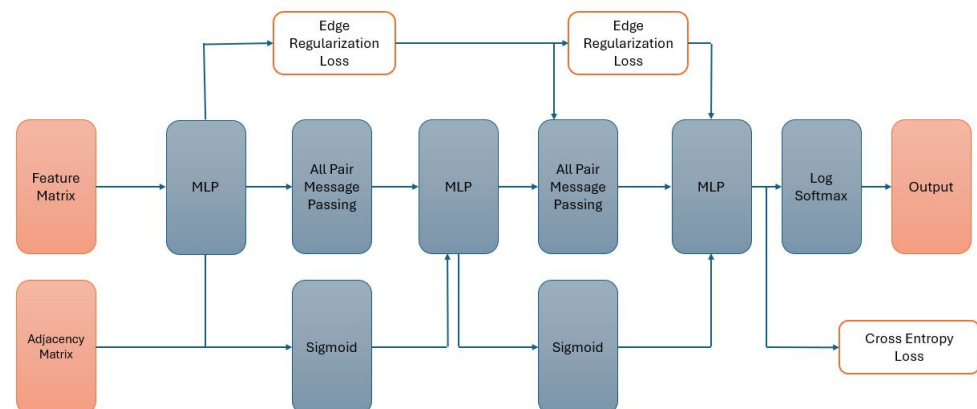 Edge
Regularization
Loss
Edge
Regularization
Loss
Feature
Matrix
MLP
All Pair
Message
Passing
MLP
All Pair
Message
Passing
MLP
Log
Softmax
Output
Adjacency
Matrix
Sigmoid
Sigmoid
Cross Entropy
Loss